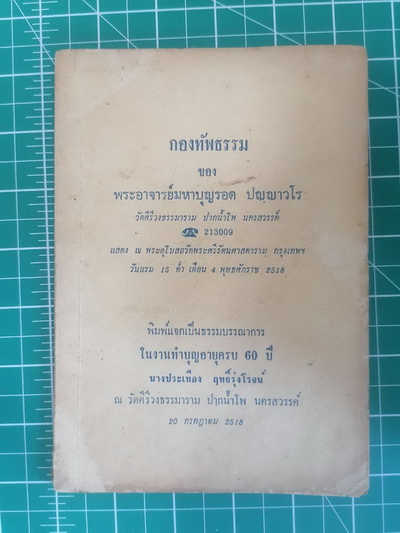 กองทัพธรรม
ของ
พระอาจารย์มหาบุญรอด ปญฺญาวโร
วัดคีรีวงธรรมาราม ปากน้ำโพ นครสวรรค์
☎ 213009
แสดง ณ พระอุโบสถวัดพระศรีรัตนศาสดาราม กรุงเทพฯ
วันแรม 15 ค่ำ เดือน 4 พุทธศักราช 2518
พิมพ์แจกเป็นธรรมบรรณาการ
ในงานทำบุญอายุครบ 60 ปี
นางประเทือง ฤทธิ์รุ่งโรจน์
ณ วัดคีรีวงธรรมาราม ปากน้ำโพ นครสวรรค์
20 กรกฎาคม 2518